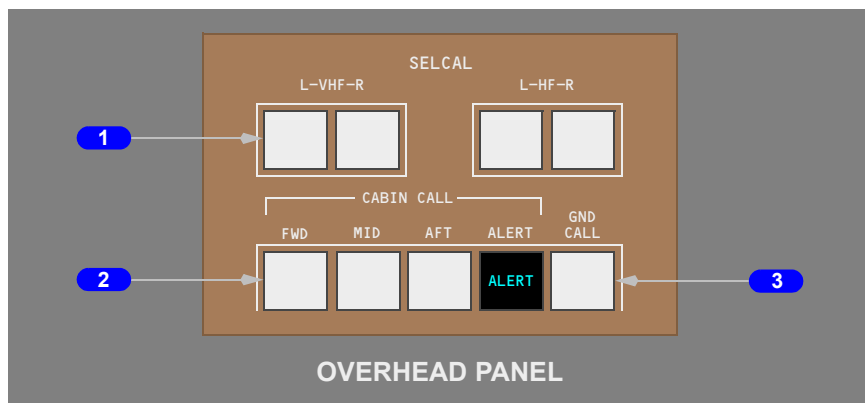 SELCAL
L-VHF-R
L-HF-R
1
CABIN CALL
GND
CALL
FWD
MID
AFT
ALERT
2
ALERT
3
OVERHEAD PANEL